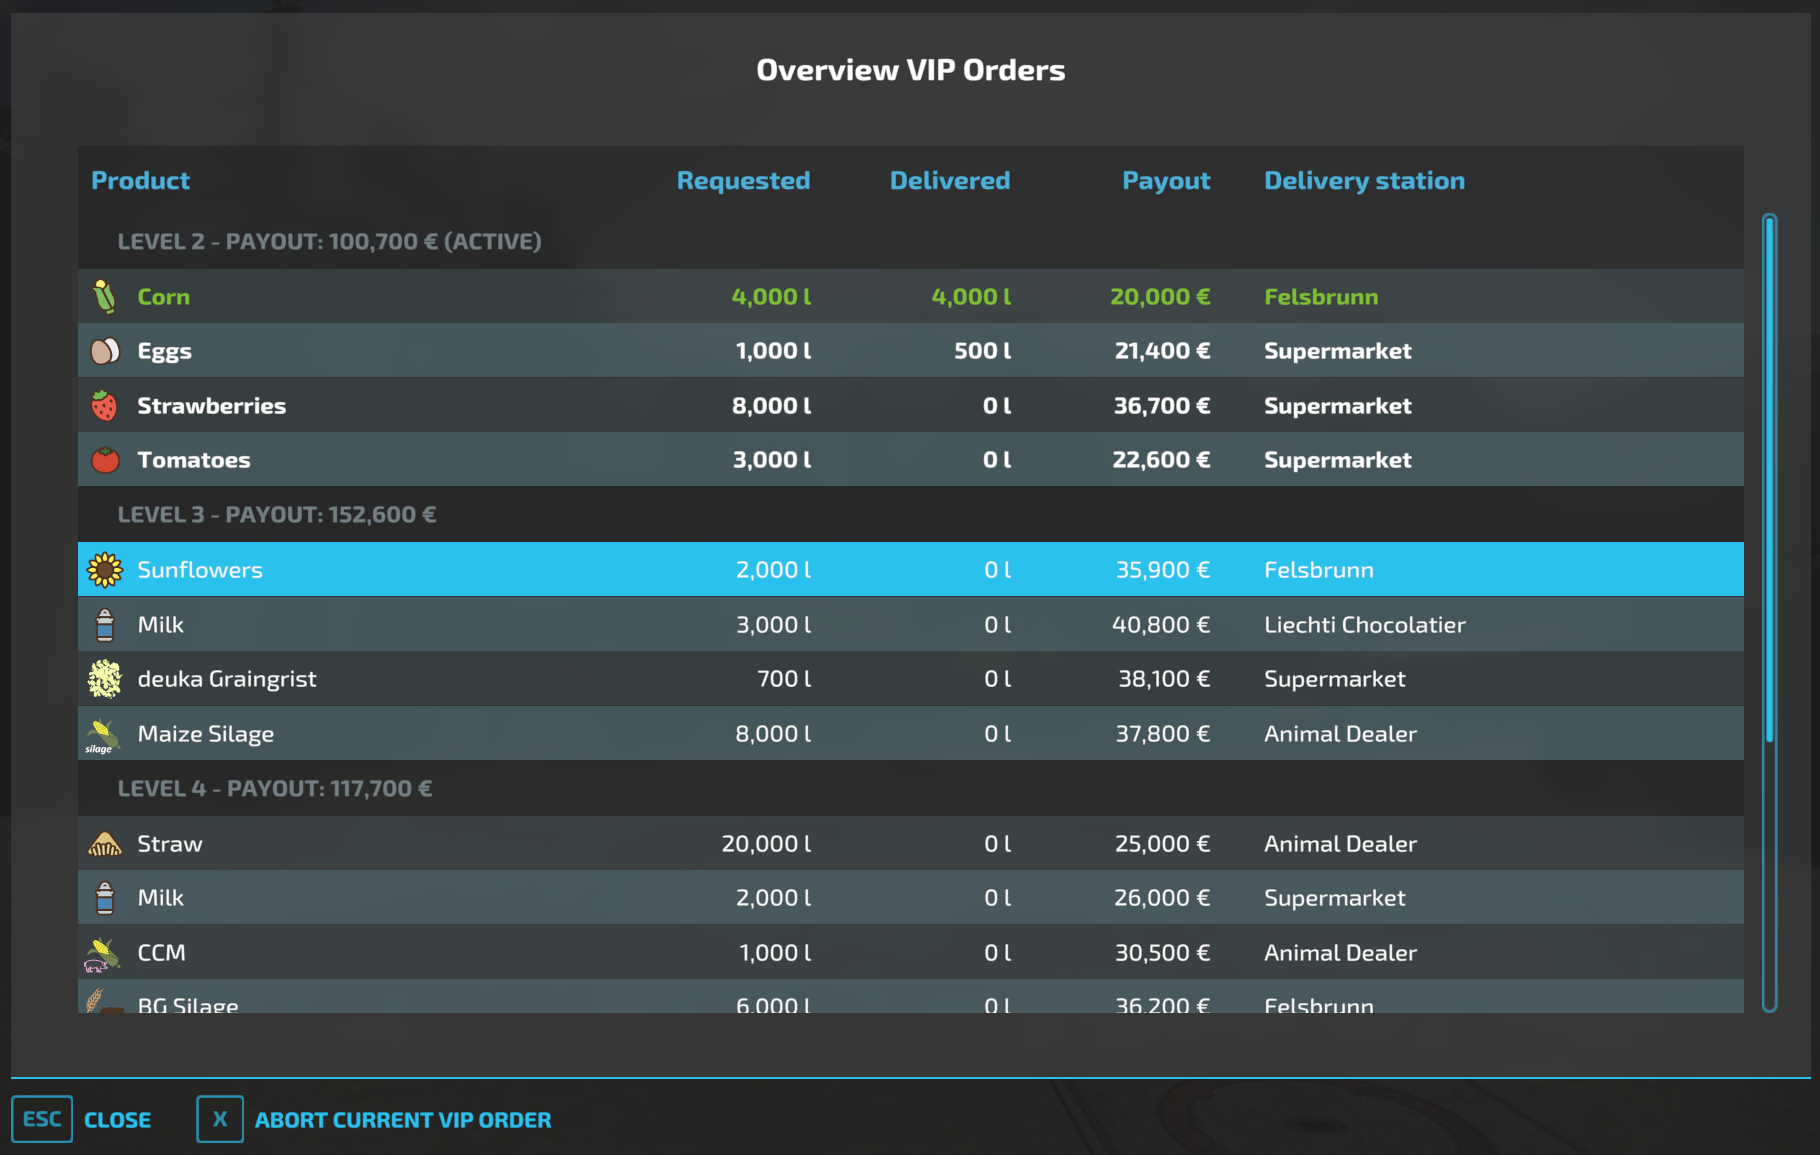 Overview VIP Orders
Product Requested Delivered Payout Delivery station
LEVEL 2 - PAYOUT: 100,700 € (ACTIVE)
Corn 4,000 l 4,000 l 20,000 € Felsbrunn
Eggs 1,000 l 500 l 21,400 € Supermarket
Strawberries 8,000 l 0 l 36,700 € Supermarket
Tomatoes 3,000 l 0 l 22,600 € Supermarket
LEVEL 3 - PAYOUT: 152,600 €
Sunflowers 2,000 l 0 l 35,900 € Felsbrunn
Milk 3,000 l 0 l 40,800 € Liechti Chocolatier
deuka Graingrist 700 l 0 l 38,100 € Supermarket
silage Maize Silage 8,000 l 0 l 37,800 € Animal Dealer
LEVEL 4 - PAYOUT: 117,700 €
Straw 20,000 l 0 l 25,000 € Animal Dealer
Milk 2,000 l 0 l 26,000 € Supermarket
CCM 1,000 l 0 l 30,500 € Animal Dealer
BG Silage 6,000 l 0 l 36,200 € Felsbrunn
ESC CLOSE X ABORT CURRENT VIP ORDER